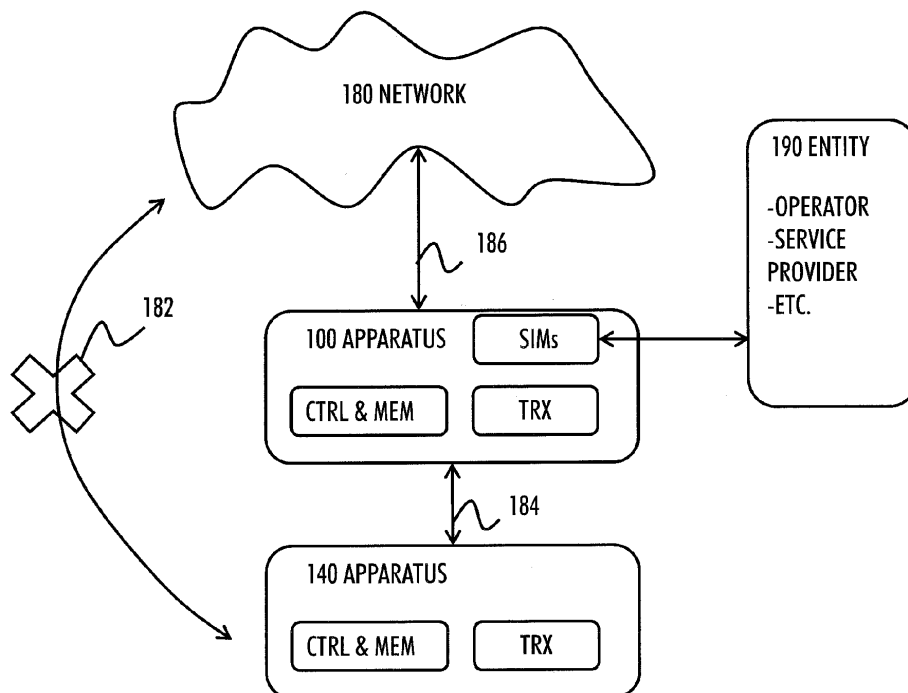 180 NETWORK
190 ENTITY
-OPERATOR
-SERVICE
PROVIDER
-ETC.
186
182
100 APPARATUS
SIMs
CTRL & MEM
TRX
184
140 APPARATUS
CTRL & MEM
TRX